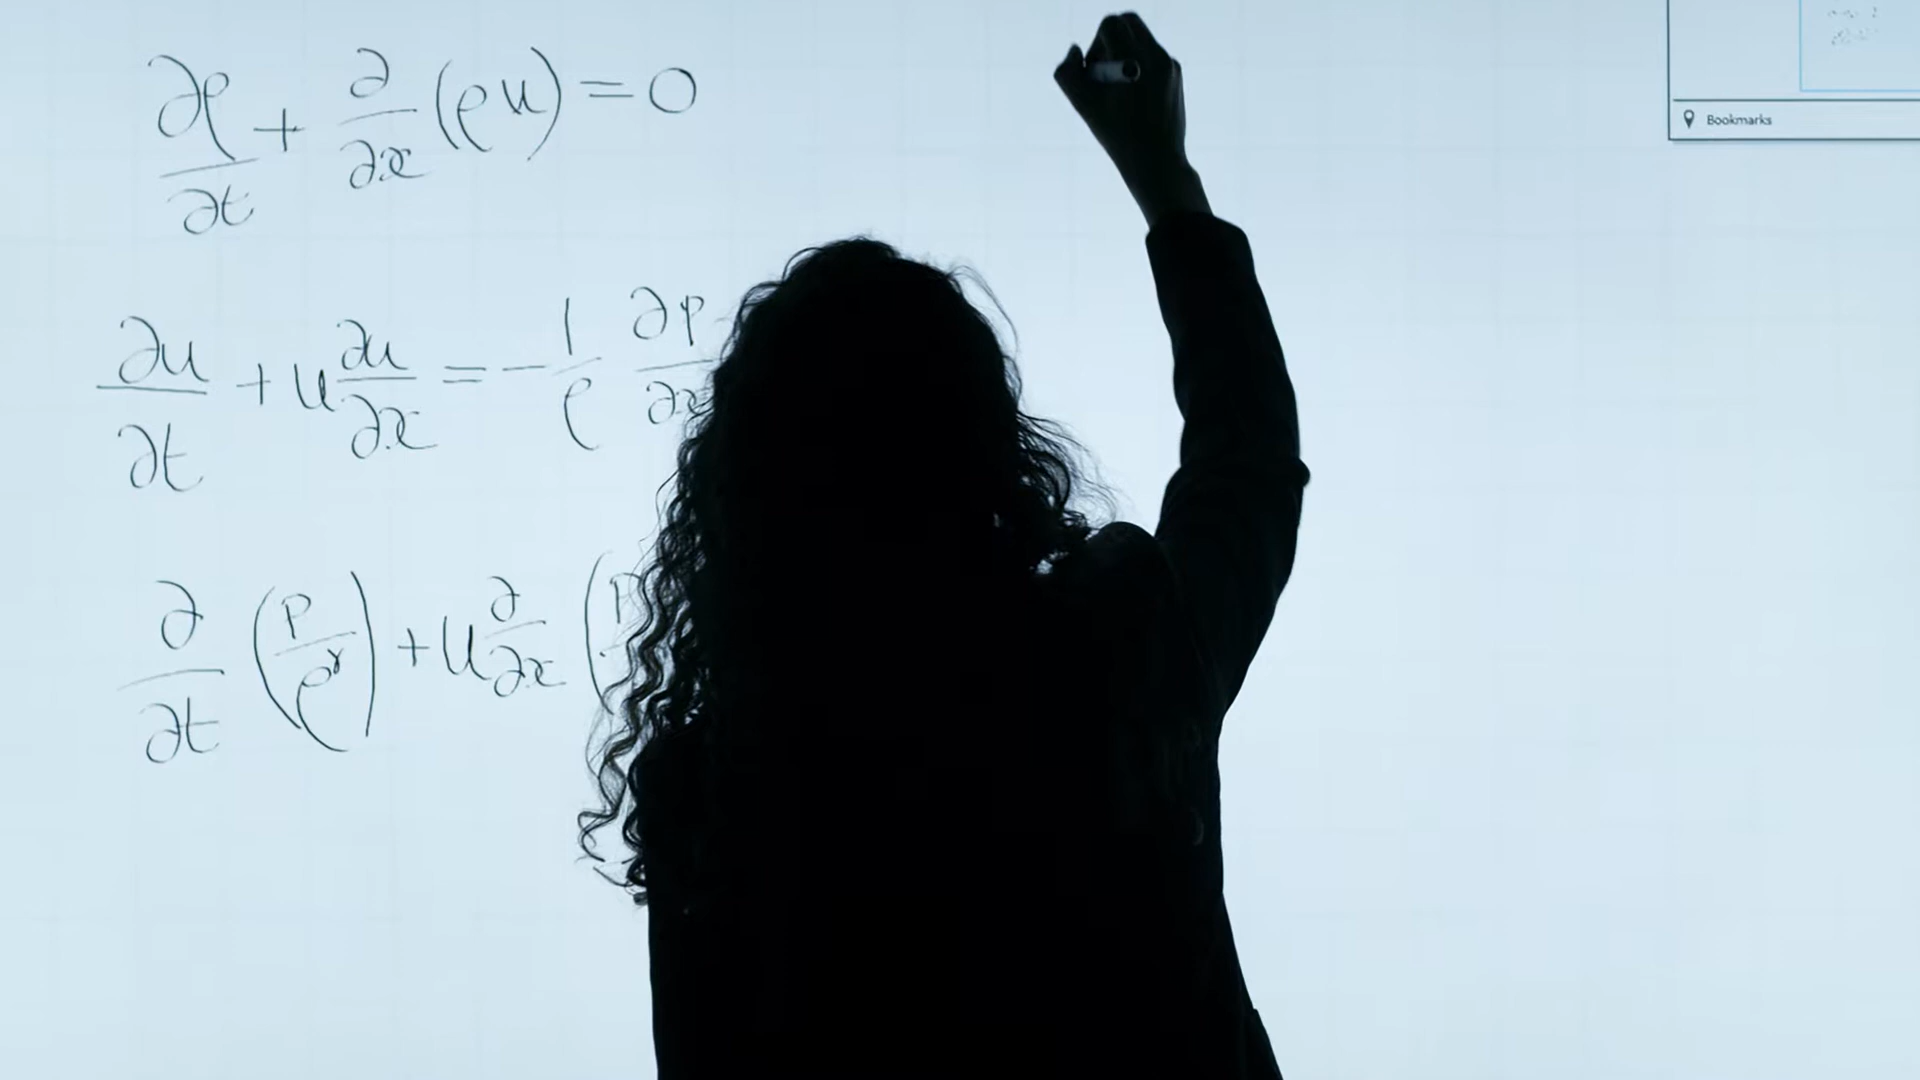 ∂ρ/∂t + ∂/∂x (ρu) = 0
∂u/∂t + u ∂u/∂x = − 1/ρ ∂p/∂x
∂/∂t (p/ρ^γ) + u ∂/∂x (p
Bookmarks